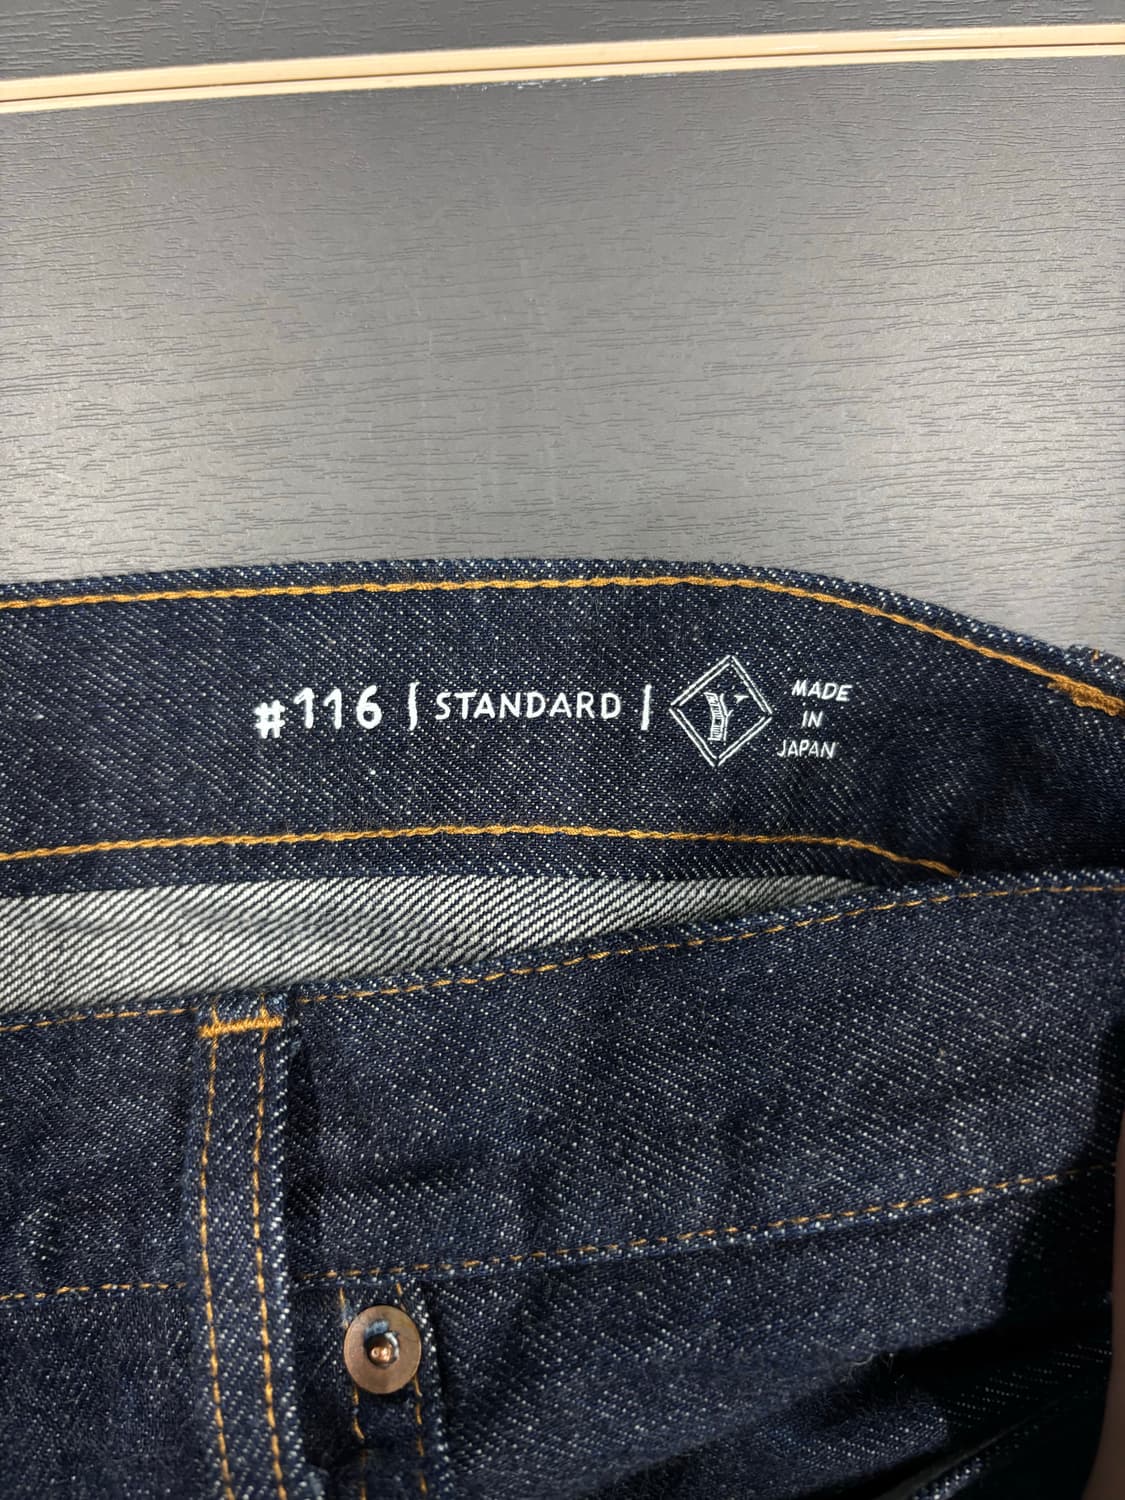 #116 | STANDARD |
MADE
IN
JAPAN